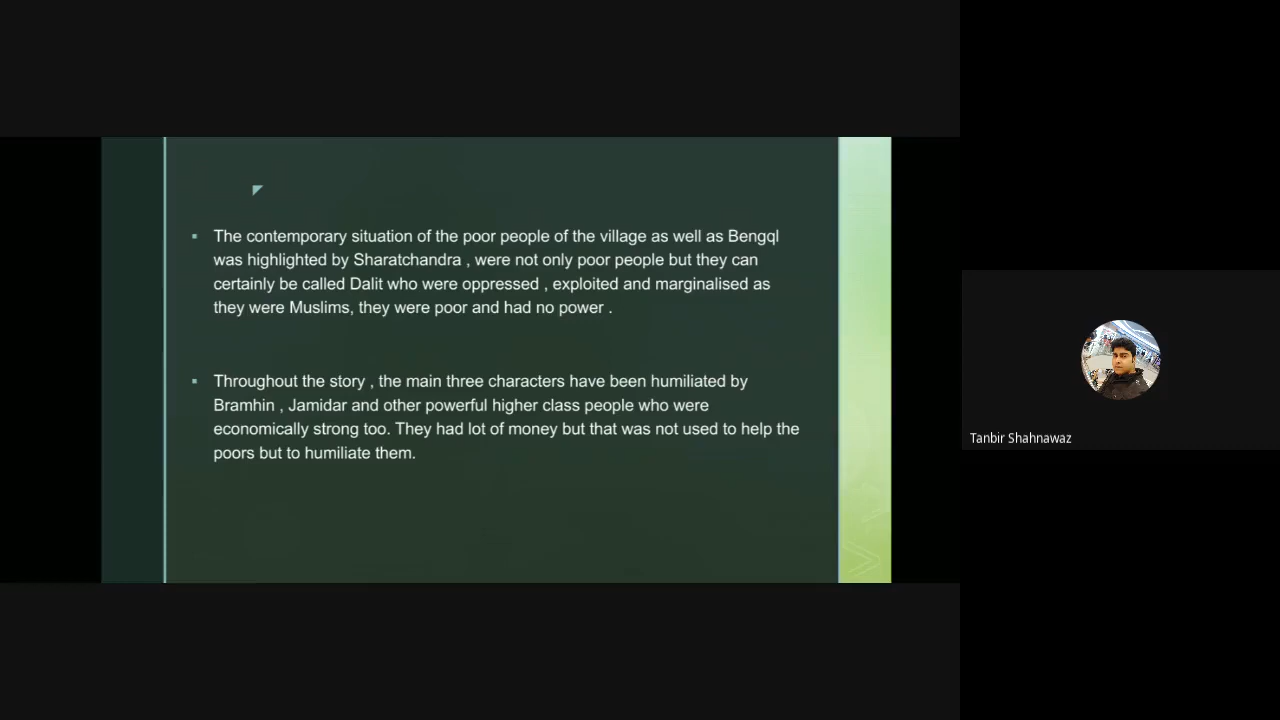 The contemporary situation of the poor people of the village as well as Bengql
was highlighted by Sharatchandra , were not only poor people but they can
certainly be called Dalit who were oppressed , exploited and marginalised as
they were Muslims, they were poor and had no power .
Throughout the story , the main three characters have been humiliated by
Bramhin , Jamidar and other powerful higher class people who were
economically strong too. They had lot of money but that was not used to help the
poors but to humiliate them.
Tanbir Shahnawaz